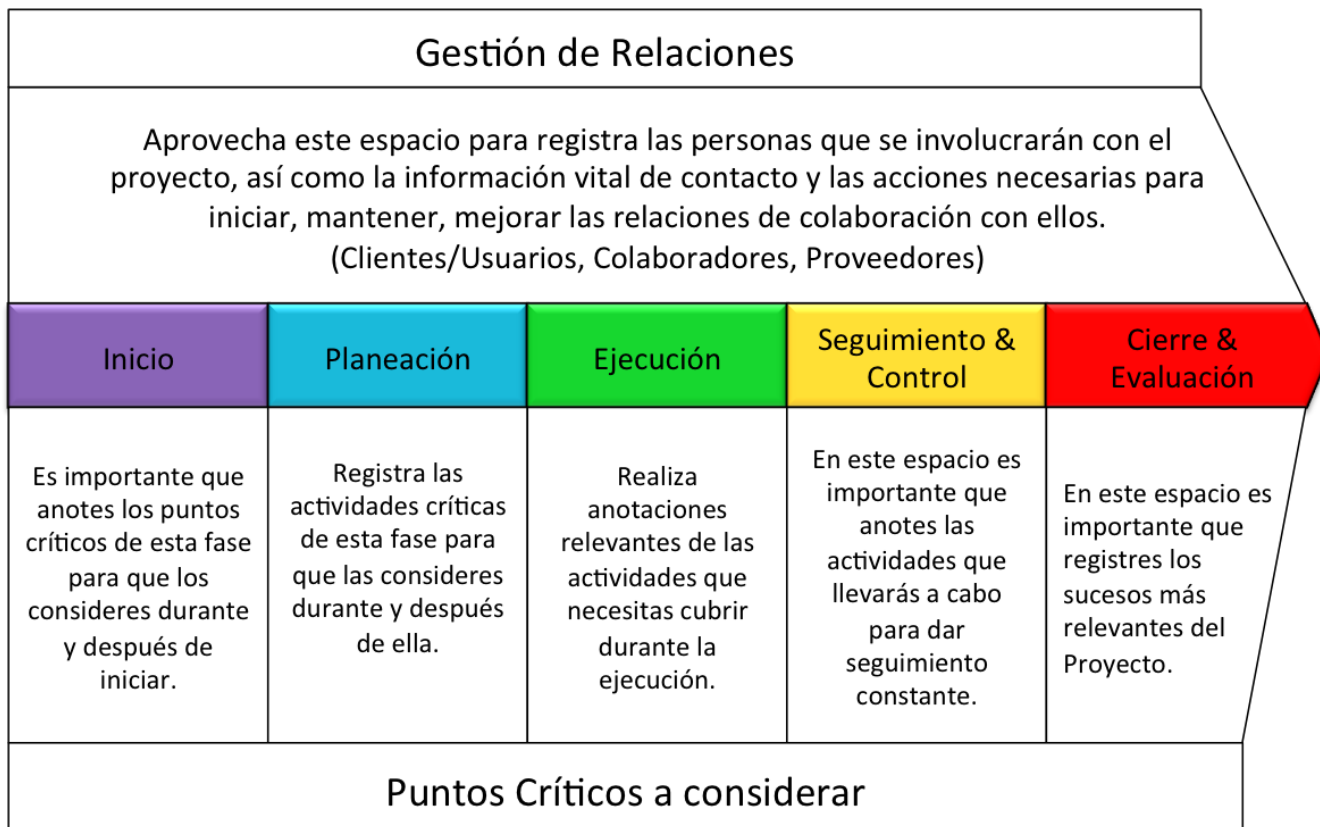 Gestión de Relaciones
Aprovecha este espacio para registra las personas que se involucrarán con el
proyecto, así como la información vital de contacto y las acciones necesarias para
iniciar, mantener, mejorar las relaciones de colaboración con ellos.
(Clientes/Usuarios, Colaboradores, Proveedores)
Inicio
Planeación
Ejecución
Seguimiento &
Control
Cierre &
Evaluación
Es importante que
anotes los puntos
críticos de esta fase
para que los
consideres durante
y después de
iniciar.
Registra las
actividades críticas
de esta fase para
que las consideres
durante y después
de ella.
Realiza
anotaciones
relevantes de las
actividades que
necesitas cubrir
durante la
ejecución.
En este espacio es
importante que
anotes las
actividades que
llevarás a cabo
para dar
seguimiento
constante.
En este espacio es
importante que
registres los
sucesos más
relevantes del
Proyecto.
Puntos Críticos a considerar